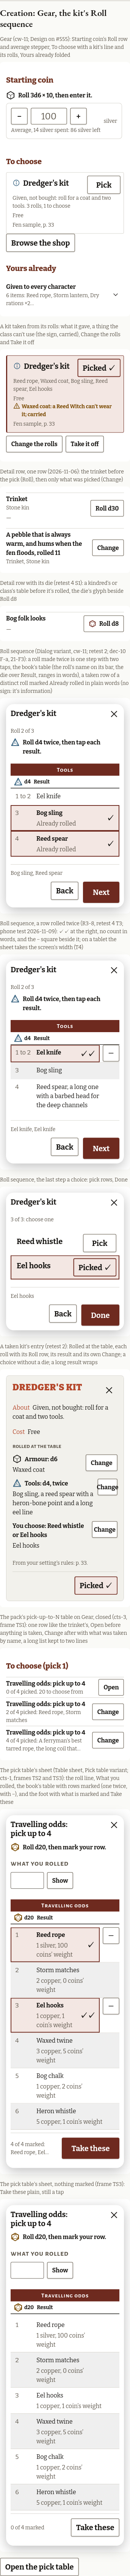 Creation: Gear, the kit's Roll
sequence
Gear (cw-11, Design at #555): Starting coin's Roll row
and average stepper, To choose with a kit's line and
its rolls, Yours already folded
Starting coin
Roll 3d6 × 10, then enter it.
− 100 + silver
Average, 14 silver spent: 86 silver left
To choose
Dredger's kit
Pick
Given, not bought: roll for a coat and
two tools. 3 rolls, 1 to choose
Free
Pen sample, p. 33
Browse the shop
Yours already
Given to every character
6 items: Reed rope, Storm lantern, Dry
rations ×2…
A kit taken from its rolls: what it gave, a thing the
class can't use (the sign, carried), Change the rolls
and Take it off
Dredger's kit
Picked ✓
Reed rope, Waxed coat, Bog sling, Reed
spear, Eel hooks
Free
Waxed coat: a Reed Witch can't wear
it; carried
Pen sample, p. 33
Change the rolls
Take it off
Detail row, one row (2026-11-06): the trinket before
the pick (Roll), then only what was picked (Change)
Trinket
Stone kin
—
Roll d30
A pebble that is always
warm, and hums when the
fen floods, rolled 11
Trinket, Stone kin
Change
Detail row with its die (retest 4 S1), a kindred's or
class table before it's rolled, the die's glyph beside
Roll d8
Bog folk looks
—
Roll d8
Roll sequence (Dialog variant, cw-11; retest 2, dec-10
F-a, 21-F3): a roll made twice is one step with two
taps, the book's table (the roll's name on its bar, the
die over Result, ranges in words), a taken row of a
distinct roll marked Already rolled in plain words (no
sign: it's information)
Dredger's kit
Roll 2 of 3
Roll d4 twice, then tap each
result.
Tools
d4 Result
1 to 2 Eel knife
3 Bog sling
Already rolled ✓
4 Reed spear
Already rolled ✓
Bog sling, Reed spear
Back
Next
Roll sequence, a row rolled twice (R3-8, retest 4 T3;
phone test 2026-11-09): ✓ ✓ at the right, no count in
words, and the − square beside it; on a tablet the
sheet takes the screen's width (T4)
Dredger's kit
Roll 2 of 3
Roll d4 twice, then tap each
result.
Tools
d4 Result
1 to 2 Eel knife ✓ ✓ −
3 Bog sling
4 Reed spear, a long one
with a barbed head for
the deep channels
Eel knife, Eel knife
Back
Next
Roll sequence, the last step a choice: pick rows, Done
Dredger's kit
3 of 3: choose one
Reed whistle
Pick
Eel hooks
Picked ✓
Eel hooks
Back
Done
A taken kit's entry (retest 2): Rolled at the table, each
roll with its Roll row, its result and its own Change, a
choice without a die; a long result wraps
DREDGER'S KIT
About Given, not bought: roll for a
coat and two tools.
Cost Free
ROLLED AT THE TABLE
Armour: d6
Waxed coat
Change
Tools: d4, twice
Bog sling, a reed spear with a
heron-bone point and a long
eel line
Change
You choose: Reed whistle
or Eel hooks
Eel hooks
Change
From your setting's rules: p. 33.
Picked ✓
The pack's pick-up-to-N table on Gear, closed (vfs-3,
frame TS1): one row like the trinket's, Open before
anything is taken, Change after with what was taken
by name, a long list kept to two lines
To choose (pick 1)
Travelling odds: pick up to 4
0 of 4 picked: 20 to choose from
Open
Travelling odds: pick up to 4
2 of 4 picked: Reed rope, Storm
matches
Change
Travelling odds: pick up to 4
4 of 4 picked: A ferryman's best
tarred rope, the long coil that…
Change
The pick table's sheet (Table sheet, Pick table variant;
cvt-1, frames TS2 and TS3): the roll line, What you
rolled, the book's table with rows marked (one twice,
with −), and the foot with what is marked and Take
these
Travelling odds:
pick up to 4
Roll d20, then mark your row.
WHAT YOU ROLLED
Show
Travelling odds
d20 Result
1 Reed rope
1 silver, 100
coins' weight ✓ −
2 Storm matches
2 copper, 0 coins'
weight
3 Eel hooks
1 copper, 1
coin's weight ✓ ✓ −
4 Waxed twine
3 copper, 5 coins'
weight
5 Bog chalk
1 copper, 2 coins'
weight
6 Heron whistle
5 copper, 1 coin's weight
4 of 4 marked:
Reed rope, Eel…
Take these
The pick table's sheet, nothing marked (frame TS3):
Take these plain, still a tap
Travelling odds:
pick up to 4
Roll d20, then mark your row.
WHAT YOU ROLLED
Show
Travelling odds
d20 Result
1 Reed rope
1 silver, 100 coins'
weight
2 Storm matches
2 copper, 0 coins'
weight
3 Eel hooks
1 copper, 1 coin's weight
4 Waxed twine
3 copper, 5 coins'
weight
5 Bog chalk
1 copper, 2 coins'
weight
6 Heron whistle
5 copper, 1 coin's weight
0 of 4 marked
Take these
Open the pick table